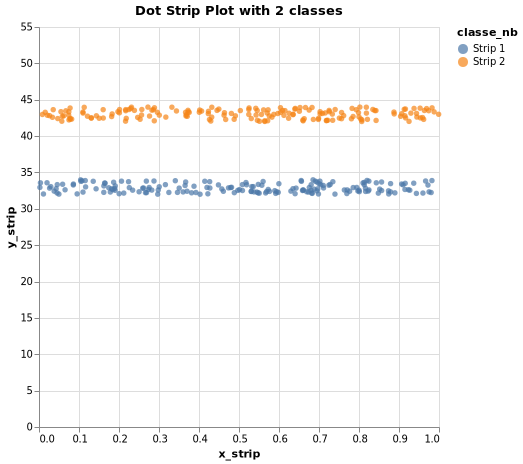 Dot Strip Plot with 2 classes
classe_nb
Strip 1
Strip 2
55
50
45
40
35
30
25
20
15
10
5
0
y_strip
0.0 0.1 0.2 0.3 0.4 0.5 0.6 0.7 0.8 0.9 1.0
x_strip